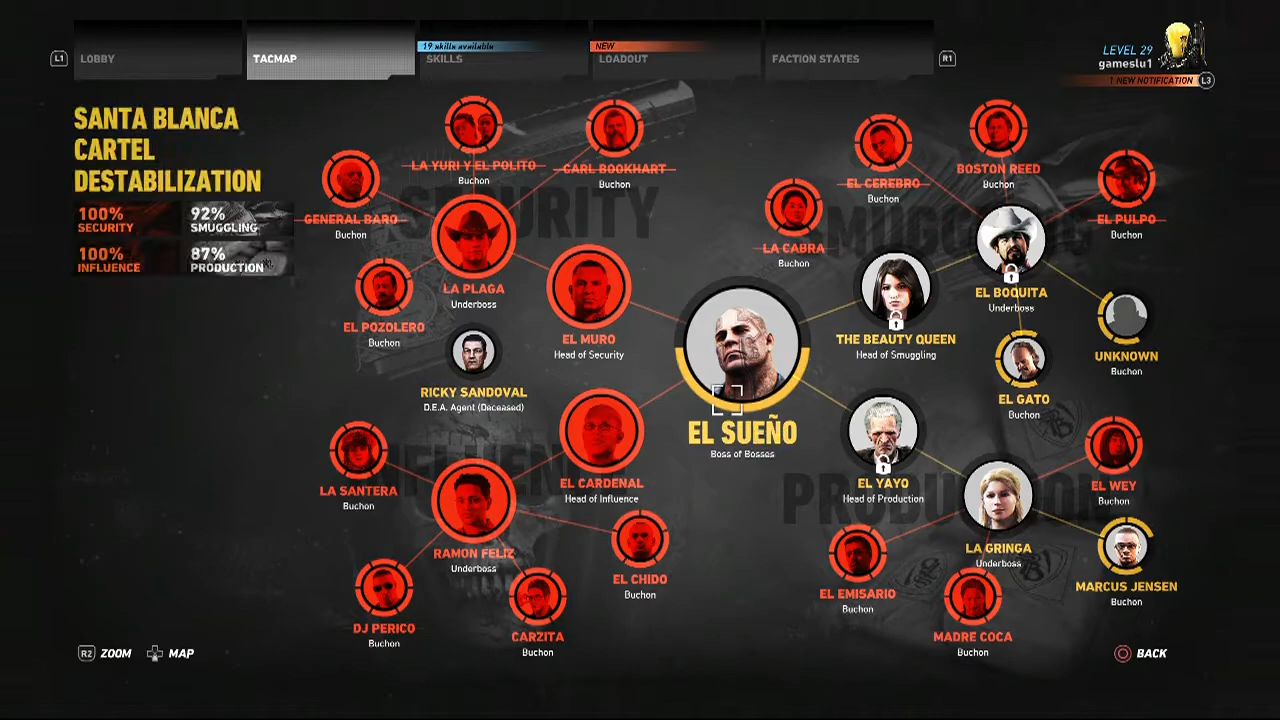 L1
LOBBY
TACMAP
19 skills available
SKILLS
NEW
LOADOUT
FACTION STATES
R1
LEVEL 29
gameslu1
1 NEW NOTIFICATION
L3
SANTA BLANCA
CARTEL
DESTABILIZATION
100%
SECURITY
92%
SMUGGLING
100%
INFLUENCE
87%
PRODUCTION
SECURITY
SMUGGLING
INFLUENCE
PRODUCTION
LA YURI Y EL POLITO
Buchon
CARL BOOKHART
Buchon
GENERAL BARO
Buchon
LA PLAGA
Underboss
EL POZOLERO
Buchon
EL MURO
Head of Security
RICKY SANDOVAL
D.E.A. Agent (Deceased)
EL CEREBRO
Buchon
BOSTON REED
Buchon
EL PULPO
Buchon
LA CABRA
Buchon
EL BOQUITA
Underboss
THE BEAUTY QUEEN
Head of Smuggling
UNKNOWN
Buchon
EL GATO
Buchon
EL SUEÑO
Boss of Bosses
LA SANTERA
Buchon
EL CARDENAL
Head of Influence
RAMON FELIZ
Underboss
EL CHIDO
Buchon
DJ PERICO
Buchon
CARZITA
Buchon
EL YAYO
Head of Production
EL WEY
Buchon
LA GRINGA
Underboss
MARCUS JENSEN
Buchon
EL EMISARIO
Buchon
MADRE COCA
Buchon
R2 ZOOM MAP
BACK